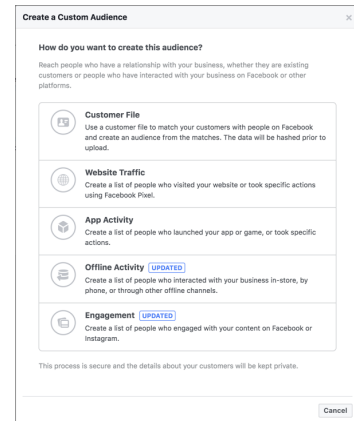 Create a Custom Audience
×
How do you want to create this audience?
Reach people who have a relationship with your business, whether they are existing
customers or people who have interacted with your business on Facebook or other
platforms.
Customer File
Use a customer file to match your customers with people on Facebook
and create an audience from the matches. The data will be hashed prior to
upload.
Website Traffic
Create a list of people who visited your website or took specific actions
using Facebook Pixel.
App Activity
Create a list of people who launched your app or game, or took specific
actions.
Offline Activity UPDATED
Create a list of people who interacted with your business in-store, by
phone, or through other offline channels.
Engagement UPDATED
Create a list of people who engaged with your content on Facebook or
Instagram.
This process is secure and the details about your customers will be kept private.
Cancel